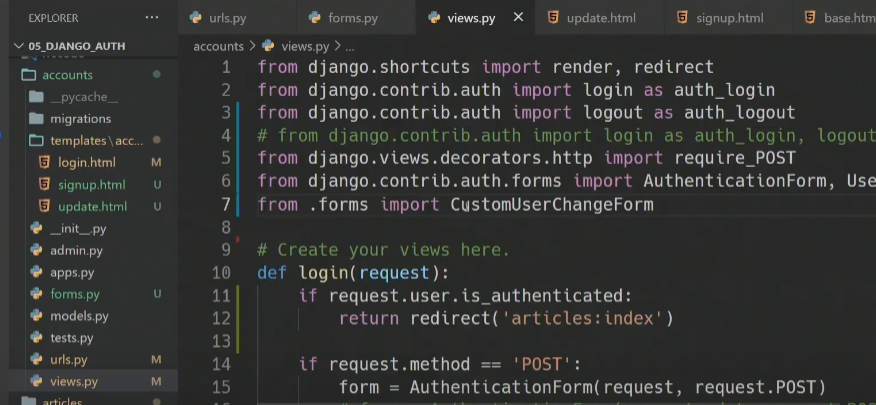 EXPLORER ...
05_DJANGO_AUTH
accounts
__pycache__
migrations
templates\acc...
login.html M
signup.html U
update.html U
__init__.py
admin.py
apps.py
forms.py U
models.py
tests.py
urls.py M
views.py M
articles
urls.py forms.py views.py × update.html signup.html base.htm
accounts > views.py > ...
1 from django.shortcuts import render, redirect
2 from django.contrib.auth import login as auth_login
3 from django.contrib.auth import logout as auth_logout
4 # from django.contrib.auth import login as auth_login, logout
5 from django.views.decorators.http import require_POST
6 from django.contrib.auth.forms import AuthenticationForm, Use
7 from .forms import CustomUserChangeForm
8
9 # Create your views here.
10 def login(request):
11 if request.user.is_authenticated:
12 return redirect('articles:index')
13
14 if request.method == 'POST':
15 form = AuthenticationForm(request, request.POST)